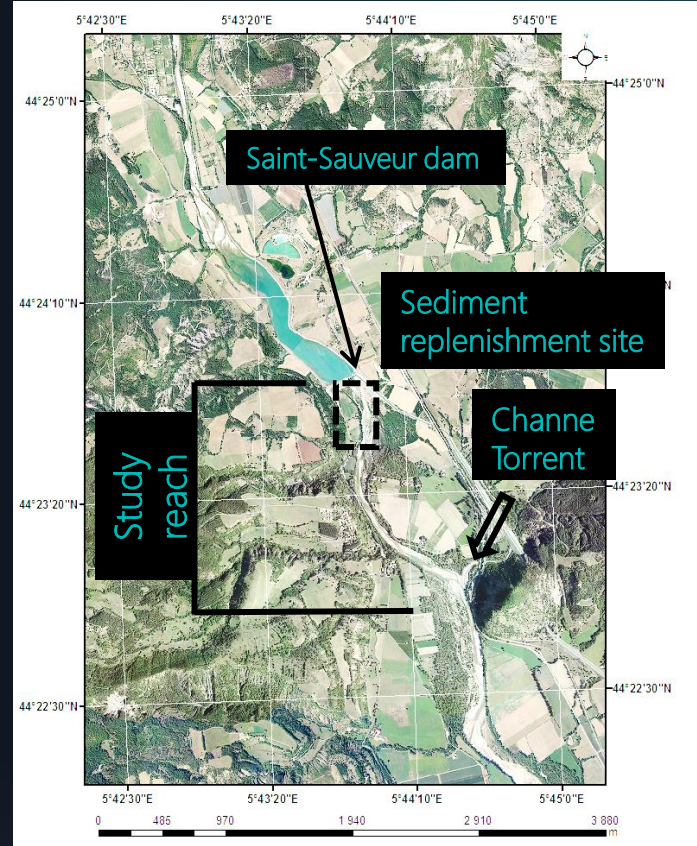 5°42'30"E 5°43'20"E 5°44'10"E 5°45'0"E
N
44°25'0"N
44°25'0"N
Saint-Sauveur dam
44°24'10"N
N
Sediment
replenishment site
Channe
Torrent
Study
reach
44°23'20"N
44°23'20"N
44°22'30"N
44°22'30"N
5°42'30"E 5°43'20"E 5°44'10"E 5°45'0"E
0 485 970 1 940 2 910 3 880
m